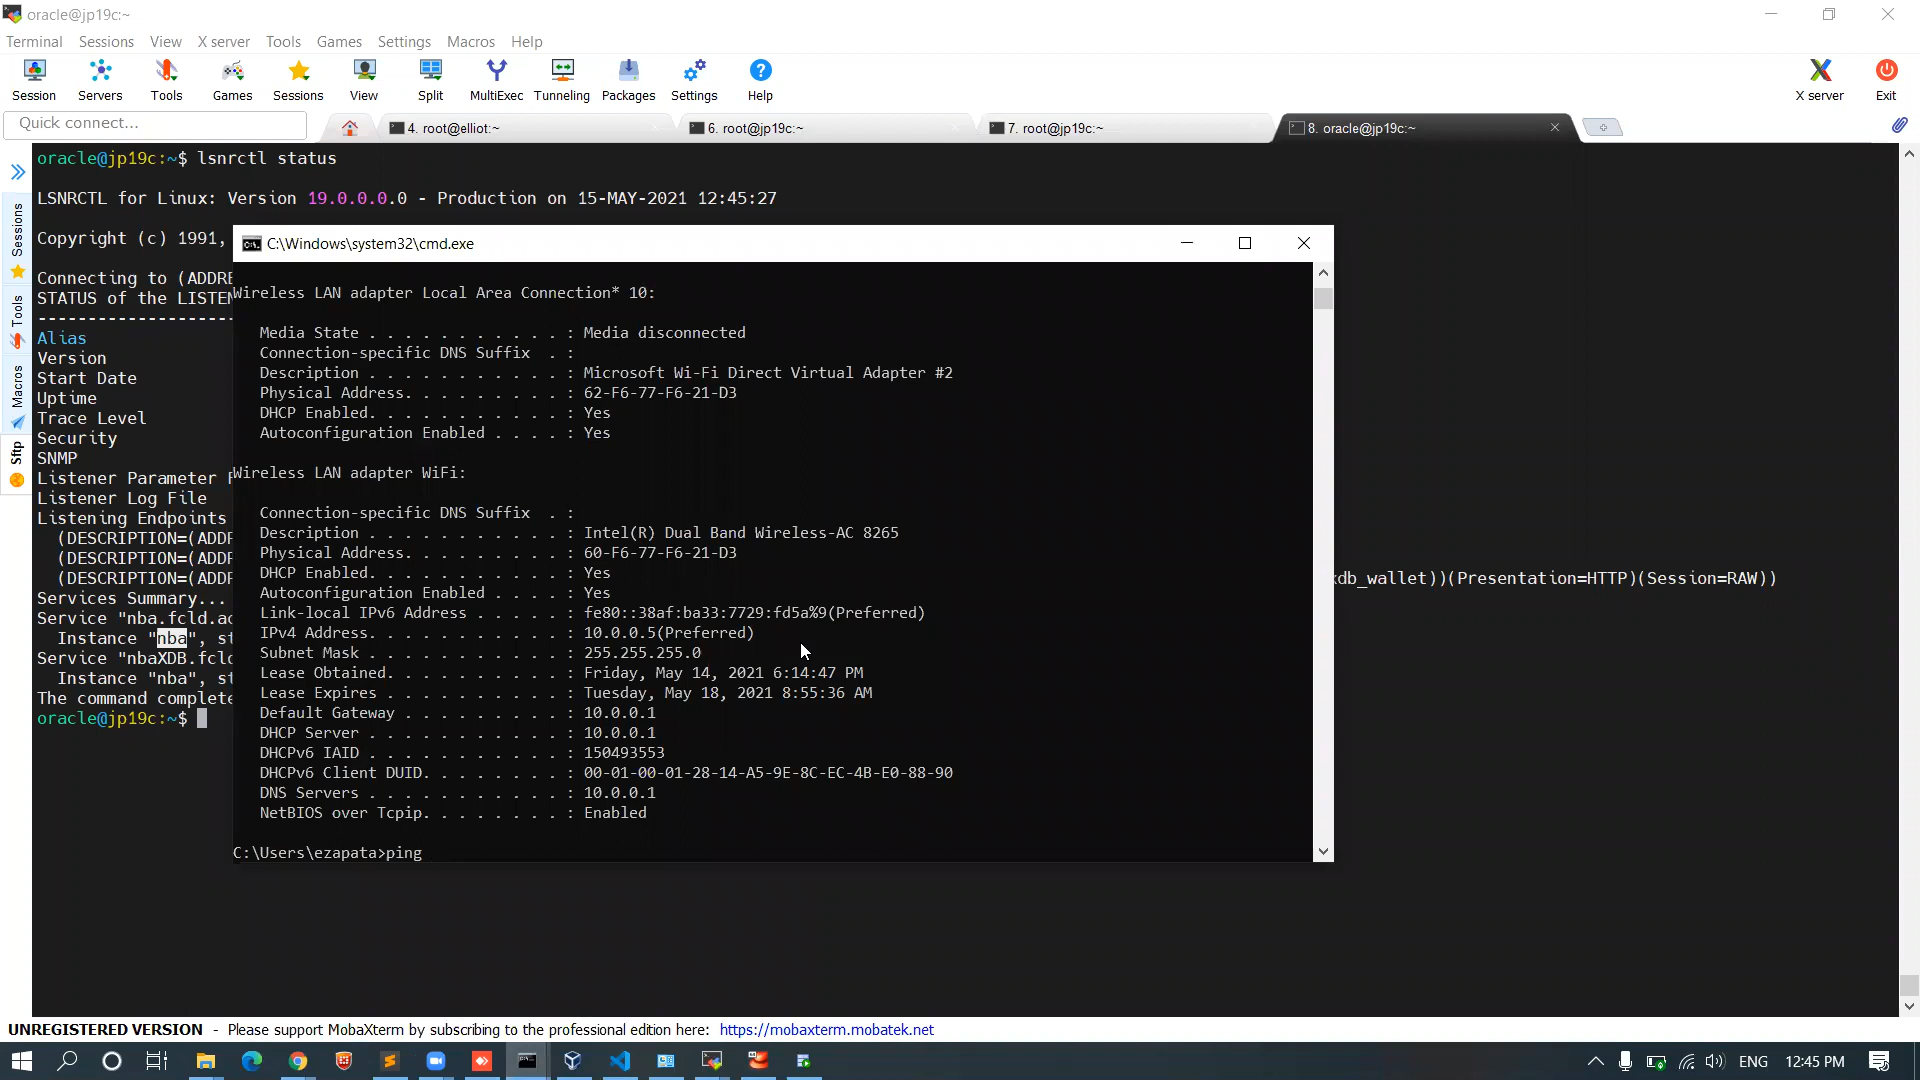 oracle@jp19c:~
Terminal Sessions View X server Tools Games Settings Macros Help
Session Servers Tools Games Sessions View Split MultiExec Tunneling Packages Settings Help X server Exit
Quick connect...
4. root@elliot:~
6. root@jp19c:~
7. root@jp19c:~
8. oracle@jp19c:~
Sessions
Tools
Macros
Sftp
oracle@jp19c:~$ lsnrctl status
LSNRCTL for Linux: Version 19.0.0.0.0 - Production on 15-MAY-2021 12:45:27
Copyright (c) 1991,
Connecting to (ADDRE
STATUS of the LISTEN
--------------------
Alias
Version
Start Date
Uptime
Trace Level
Security
SNMP
Listener Parameter F
Listener Log File
Listening Endpoints
(DESCRIPTION=(ADDR
(DESCRIPTION=(ADDR
(DESCRIPTION=(ADDR
db_wallet))(Presentation=HTTP)(Session=RAW))
Services Summary...
Service "nba.fcld.ac
Instance "nba", st
Service "nbaXDB.fcld
Instance "nba", st
The command complete
oracle@jp19c:~$
C:\Windows\system32\cmd.exe
Wireless LAN adapter Local Area Connection* 10:
Media State . . . . . . . . . . . : Media disconnected
Connection-specific DNS Suffix  . :
Description . . . . . . . . . . . : Microsoft Wi-Fi Direct Virtual Adapter #2
Physical Address. . . . . . . . . : 62-F6-77-F6-21-D3
DHCP Enabled. . . . . . . . . . . : Yes
Autoconfiguration Enabled . . . . : Yes
Wireless LAN adapter WiFi:
Connection-specific DNS Suffix  . :
Description . . . . . . . . . . . : Intel(R) Dual Band Wireless-AC 8265
Physical Address. . . . . . . . . : 60-F6-77-F6-21-D3
DHCP Enabled. . . . . . . . . . . : Yes
Autoconfiguration Enabled . . . . : Yes
Link-local IPv6 Address . . . . . : fe80::38af:ba33:7729:fd5a%9(Preferred)
IPv4 Address. . . . . . . . . . . : 10.0.0.5(Preferred)
Subnet Mask . . . . . . . . . . . : 255.255.255.0
Lease Obtained. . . . . . . . . . : Friday, May 14, 2021 6:14:47 PM
Lease Expires . . . . . . . . . . : Tuesday, May 18, 2021 8:55:36 AM
Default Gateway . . . . . . . . . : 10.0.0.1
DHCP Server . . . . . . . . . . . : 10.0.0.1
DHCPv6 IAID . . . . . . . . . . . : 150493553
DHCPv6 Client DUID. . . . . . . . : 00-01-00-01-28-14-A5-9E-8C-EC-4B-E0-88-90
DNS Servers . . . . . . . . . . . : 10.0.0.1
NetBIOS over Tcpip. . . . . . . . : Enabled
C:\Users\ezapata>ping
UNREGISTERED VERSION - Please support MobaXterm by subscribing to the professional edition here: https://mobaxterm.mobatek.net
ENG 12:45 PM